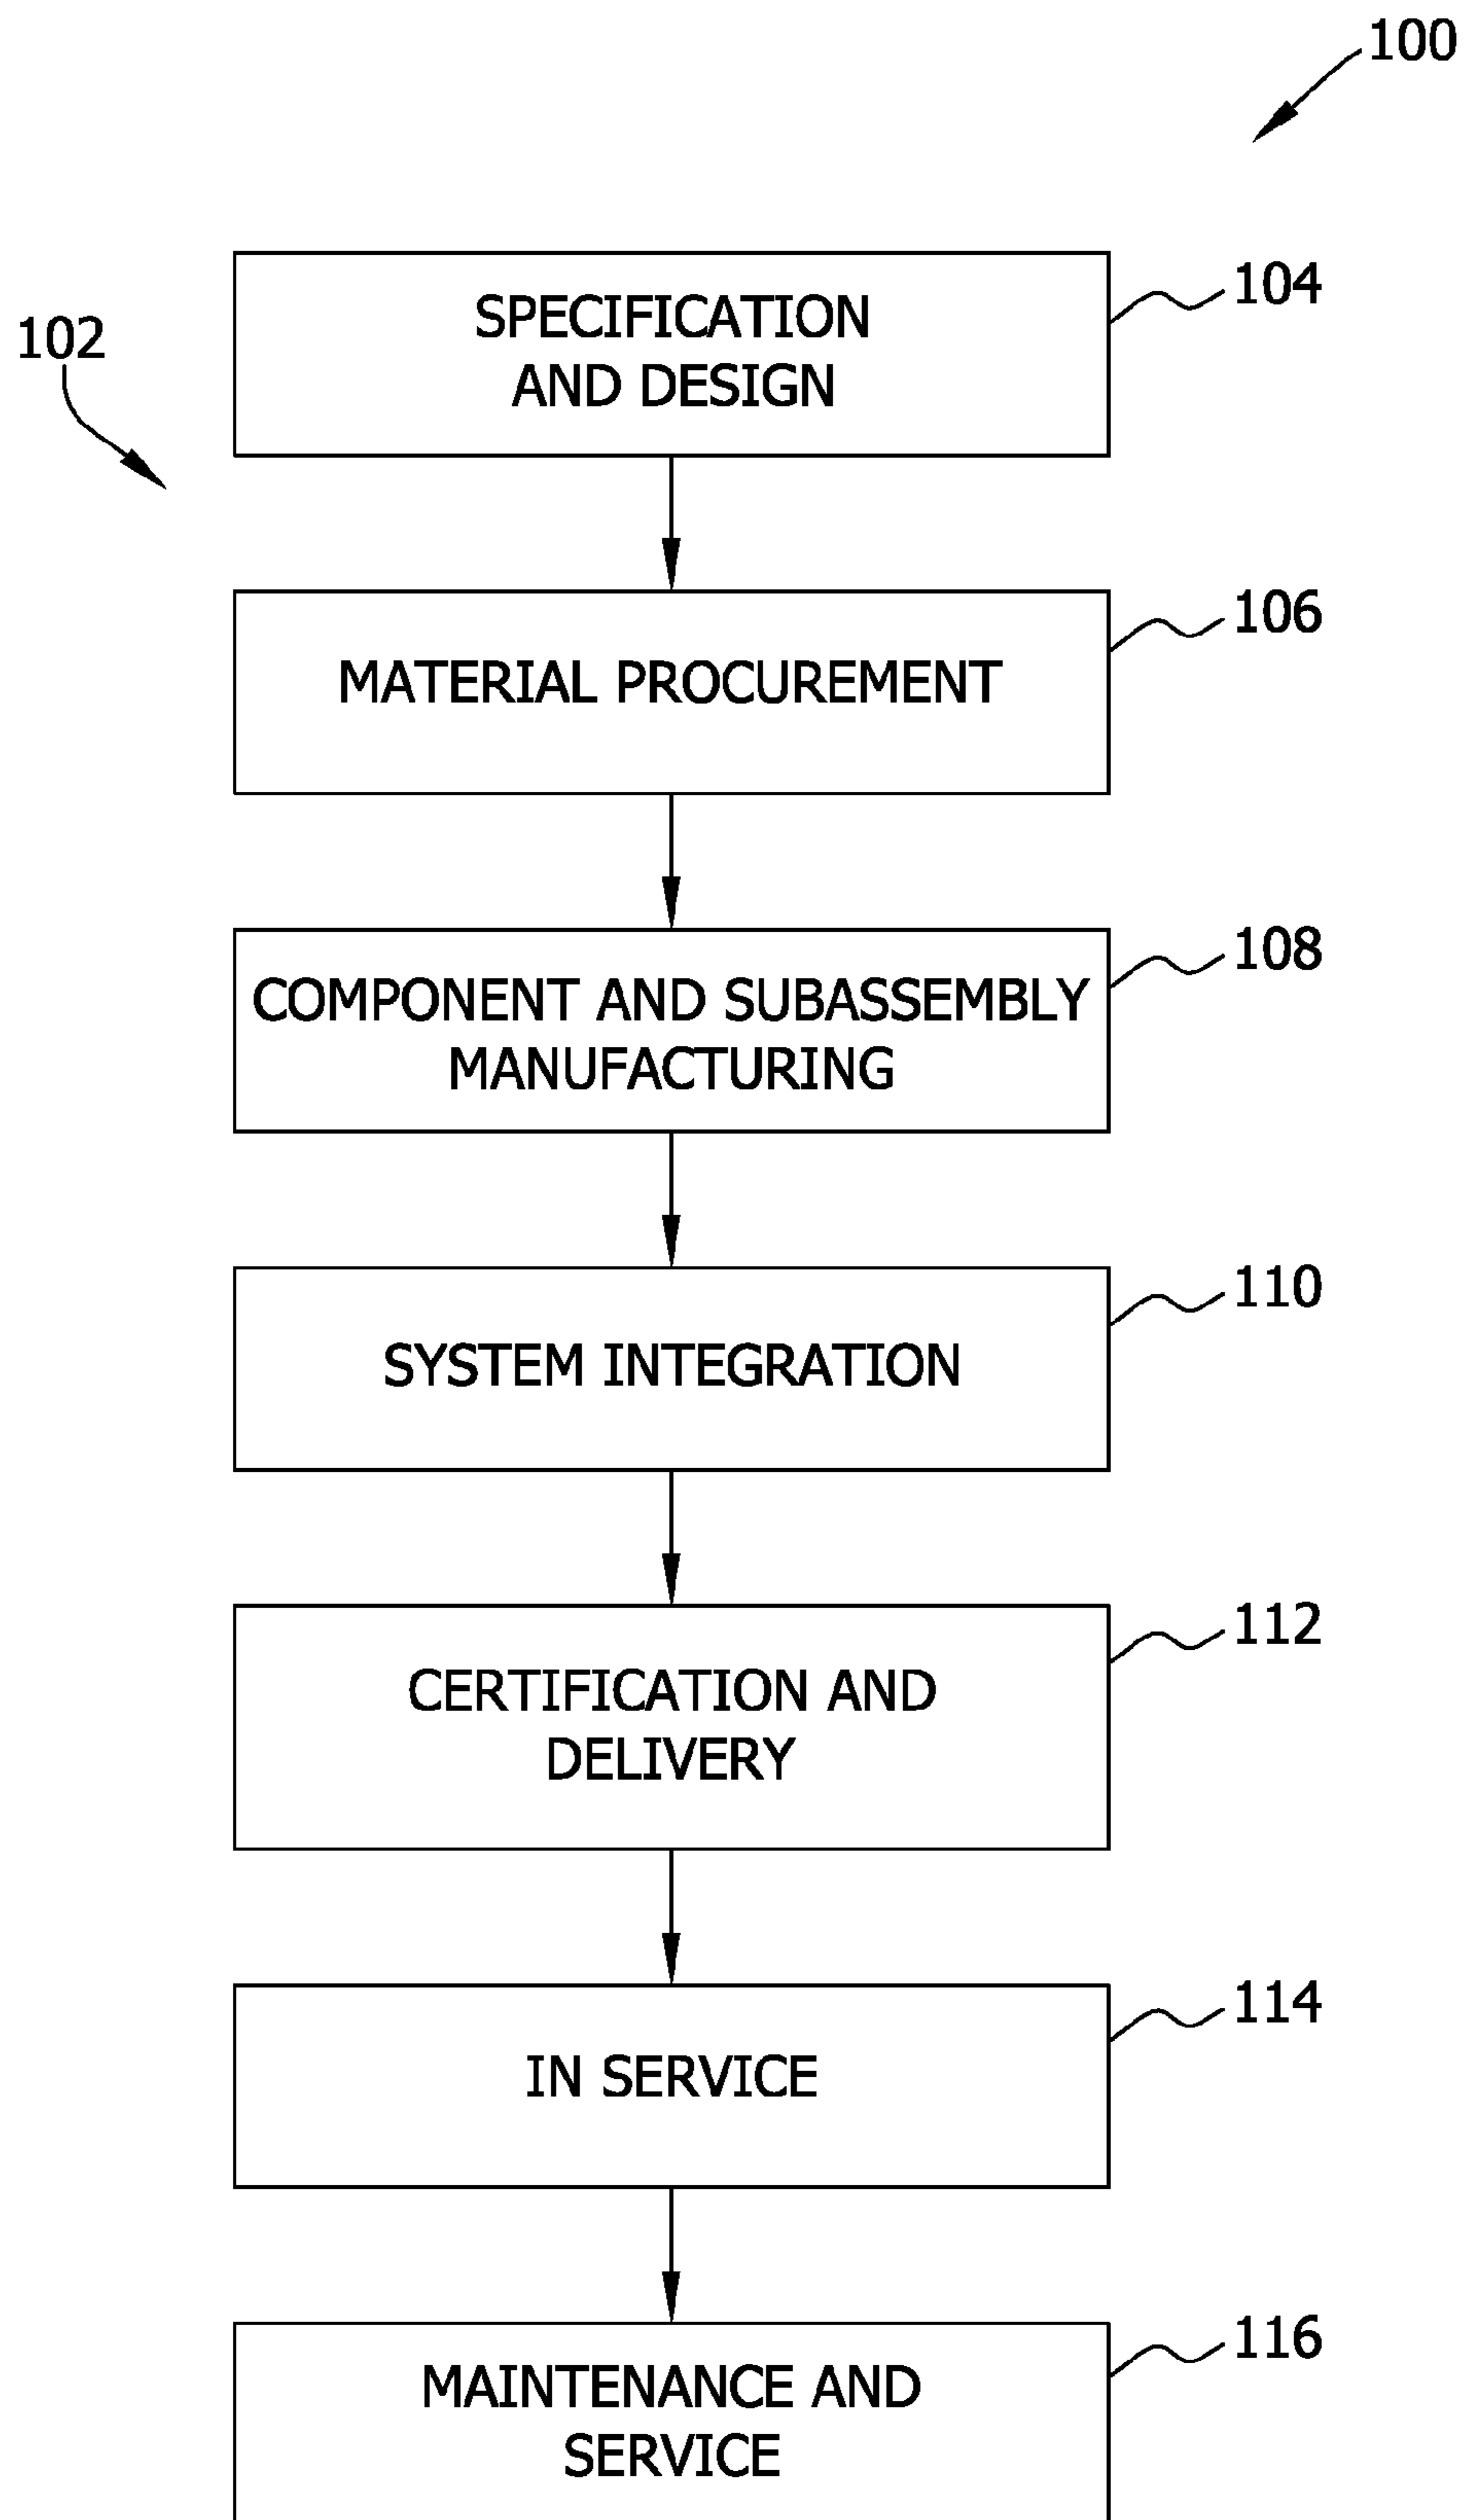 100
104
SPECIFICATION
AND DESIGN
102
106
MATERIAL PROCUREMENT
108
COMPONENT AND SUBASSEMBLY
MANUFACTURING
110
SYSTEM INTEGRATION
112
CERTIFICATION AND
DELIVERY
114
IN SERVICE
116
MAINTENANCE AND
SERVICE